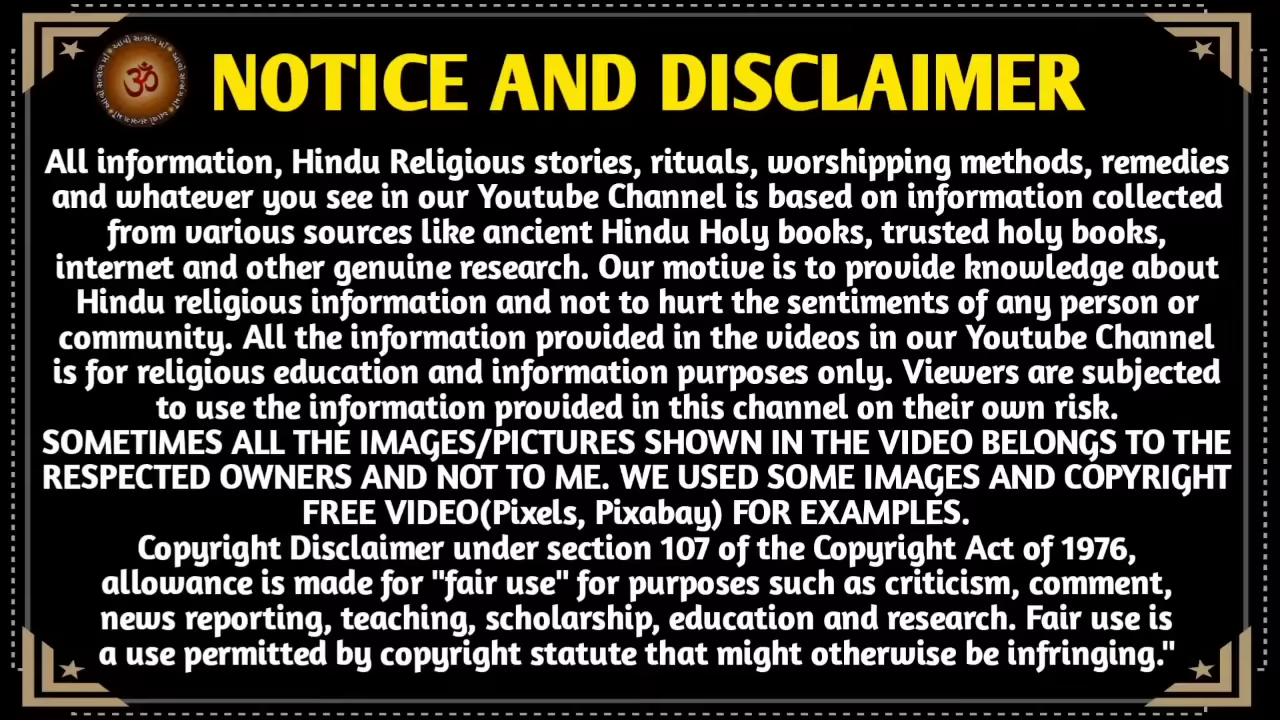 ૐ
NOTICE AND DISCLAIMER
All information, Hindu Religious stories, rituals, worshipping methods, remedies
and whatever you see in our Youtube Channel is based on information collected
from various sources like ancient Hindu Holy books, trusted holy books,
internet and other genuine research. Our motive is to provide knowledge about
Hindu religious information and not to hurt the sentiments of any person or
community. All the information provided in the videos in our Youtube Channel
is for religious education and information purposes only. Viewers are subjected
to use the information provided in this channel on their own risk.
SOMETIMES ALL THE IMAGES/PICTURES SHOWN IN THE VIDEO BELONGS TO THE
RESPECTED OWNERS AND NOT TO ME. WE USED SOME IMAGES AND COPYRIGHT
FREE VIDEO(Pixels, Pixabay) FOR EXAMPLES.
Copyright Disclaimer under section 107 of the Copyright Act of 1976,
allowance is made for "fair use" for purposes such as criticism, comment,
news reporting, teaching, scholarship, education and research. Fair use is
a use permitted by copyright statute that might otherwise be infringing."